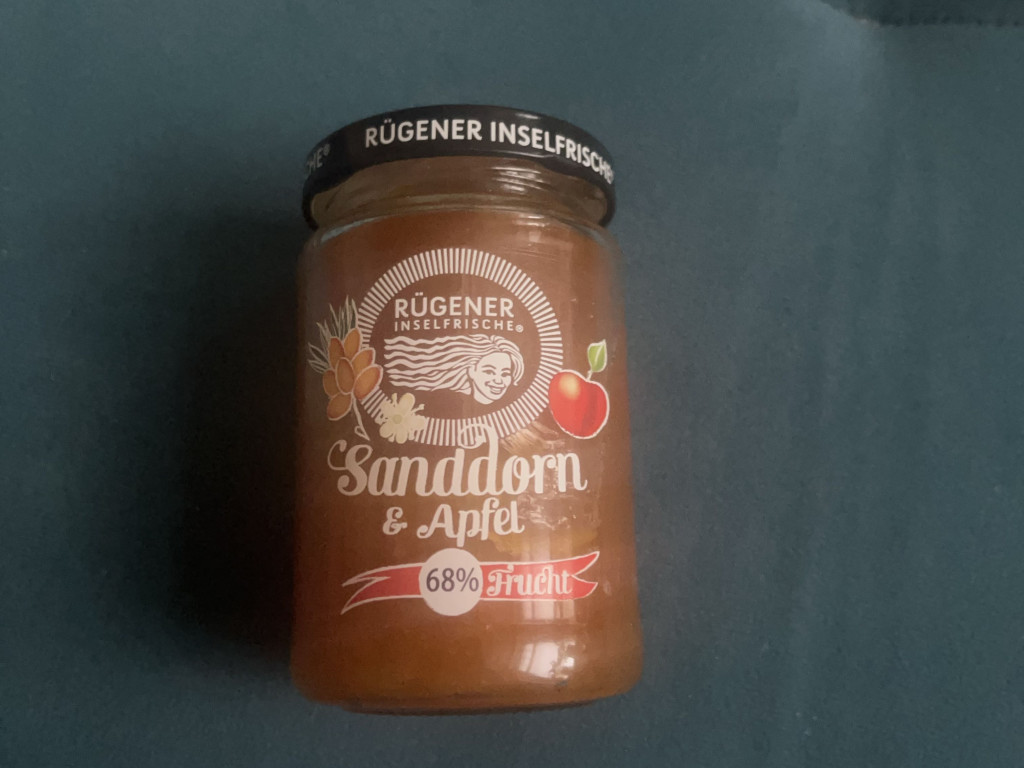 RÜGENER INSELFRISCHE
RÜGENER
INSELFRISCHE®
Sanddorn
& Apfel
68% Frucht